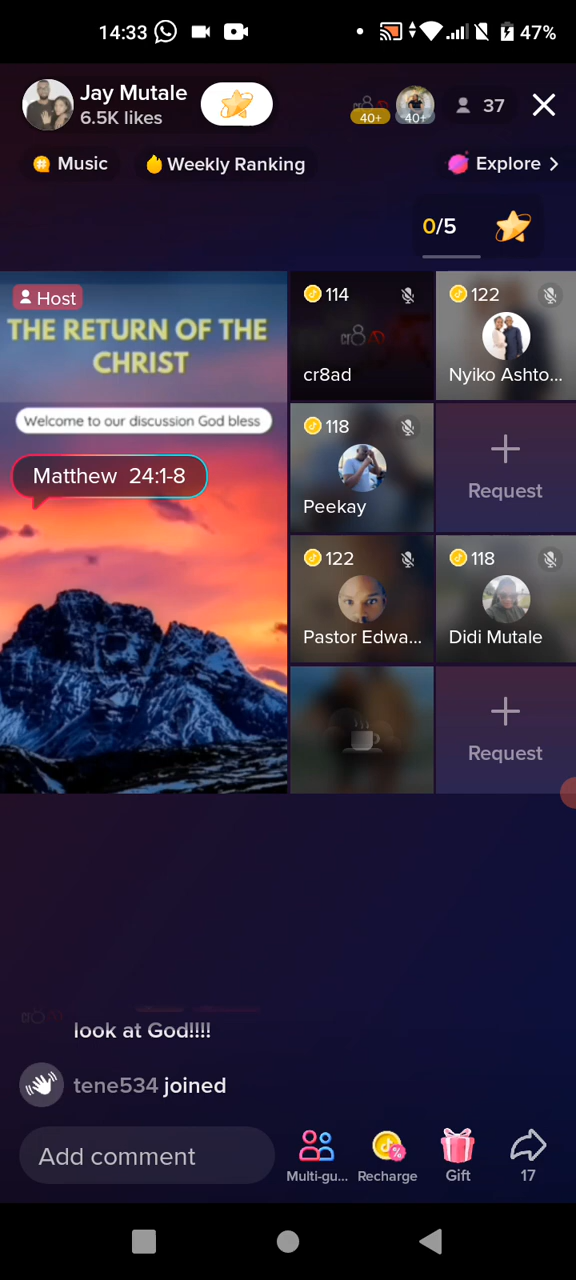 14:33
47%
Jay Mutale
6.5K likes
40+
40+
37
Music
Weekly Ranking
Explore
0/5
Host
THE RETURN OF THE
CHRIST
Welcome to our discussion God bless
Matthew 24:1-8
114
cr8ad
122
Nyiko Ashto...
118
Peekay
Request
122
Pastor Edwa...
118
Didi Mutale
Request
look at God!!!!
tene534 joined
Add comment
Multi-gu...
Recharge
Gift
17